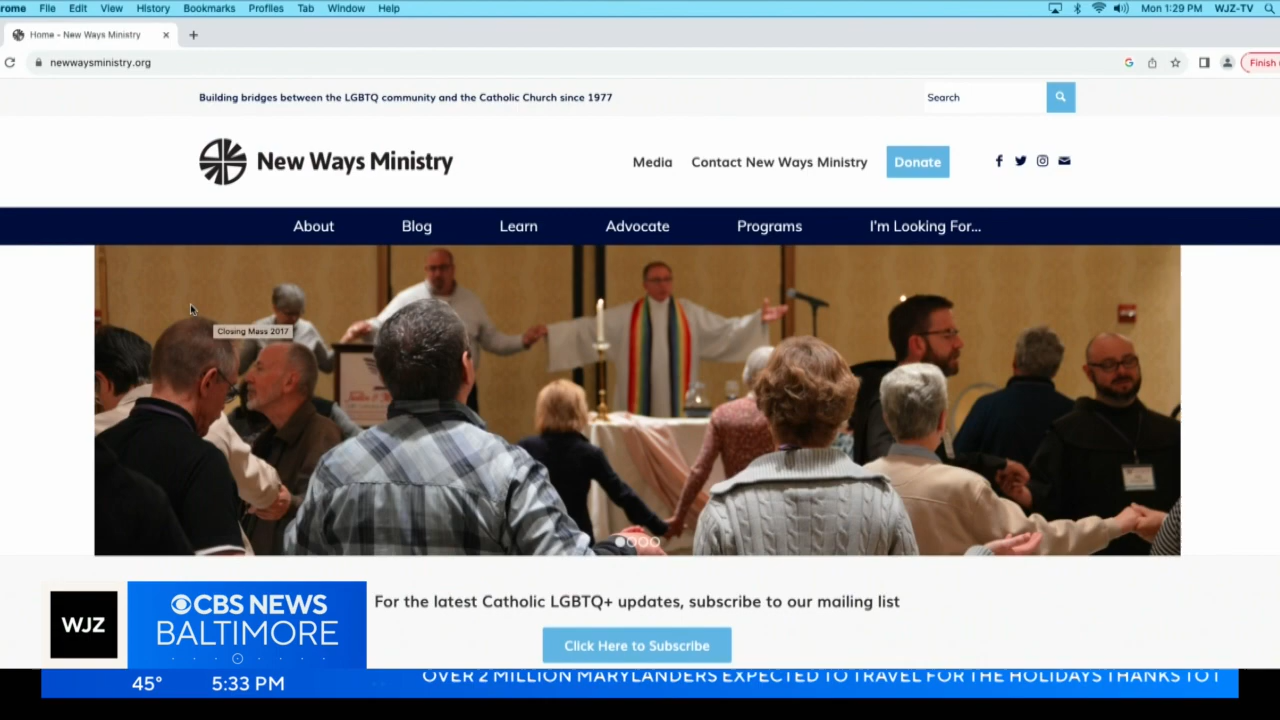 rome File Edit View History Bookmarks Profiles Tab Window Help Mon 1:29 PM WJZ-TV
Home - New Ways Ministry
newwaysministry.org Finish
Building bridges between the LGBTQ community and the Catholic Church since 1977 Search
New Ways Ministry Media Contact New Ways Ministry Donate
About Blog Learn Advocate Programs I'm Looking For...
Closing Mass 2017
For the latest Catholic LGBTQ+ updates, subscribe to our mailing list
Click Here to Subscribe
WJZ CBS NEWS
BALTIMORE
45° 5:33 PM OVER 2 MILLION MARYLANDERS EXPECTED TO TRAVEL FOR THE HOLIDAYS THANKS TO